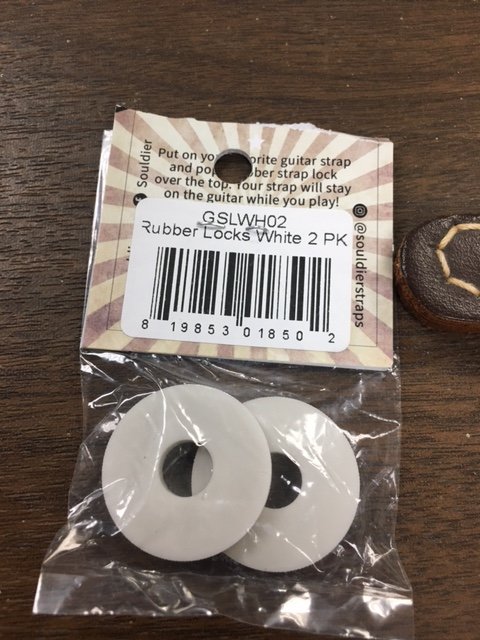 Put on yo orite guitar strap
and po ber strap lock
over the top. Your strap will stay
on the guitar while you play!
Souldier
@souldierstraps
GSLWH02
Rubber Locks White 2 PK
8 19853 01850 2